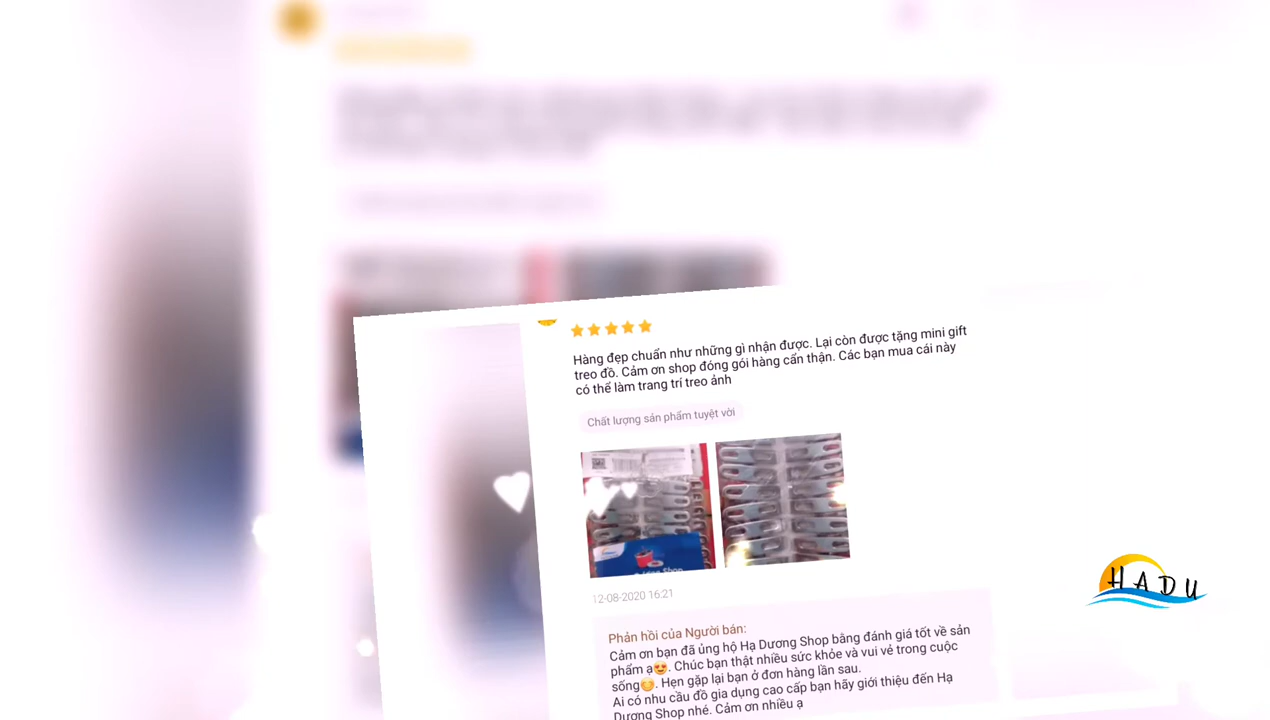 Hàng đẹp chuẩn như những gì nhận được. Lại còn được tặng mini gift
treo đồ. Cảm ơn shop đóng gói hàng cẩn thận. Các bạn mua cái này
có thể làm trang trí treo ảnh
Chất lượng sản phẩm tuyệt vời
Shop
12-08-2020 16:21
HADU
Phản hồi của Người bán:
Cảm ơn bạn đã ủng hộ Hạ Dương Shop bằng đánh giá tốt về sản
phẩm ạ😍. Chúc bạn thật nhiều sức khỏe và vui vẻ trong cuộc
sống😊. Hẹn gặp lại bạn ở đơn hàng lần sau.
Ai có nhu cầu đồ gia dụng cao cấp bạn hãy giới thiệu đến Hạ
Dương Shop nhé. Cảm ơn nhiều ạ